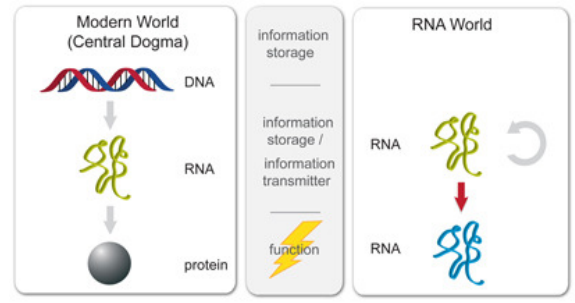 Modern World
(Central Dogma)
DNA
RNA
protein
information
storage
information
storage /
information
transmitter
function
RNA World
RNA
RNA